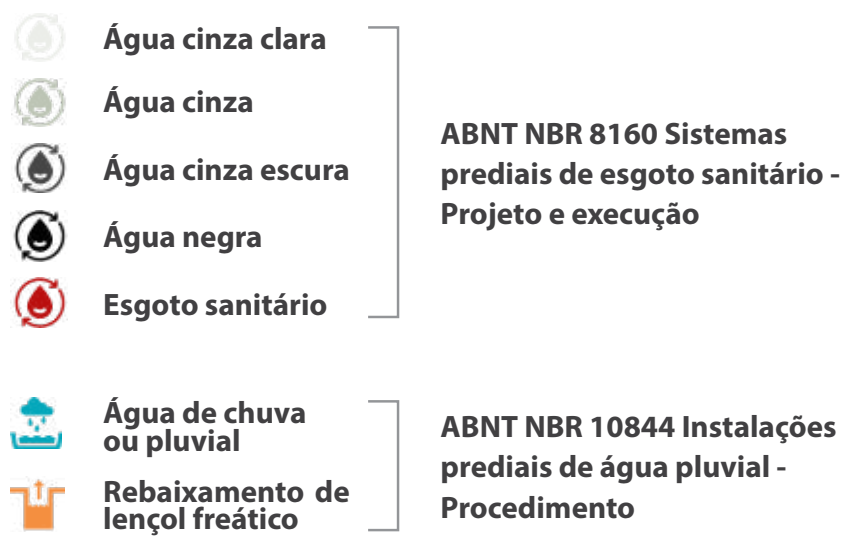 Água cinza clara
Água cinza
Água cinza escura
Água negra
Esgoto sanitário
ABNT NBR 8160 Sistemas
prediais de esgoto sanitário -
Projeto e execução
Água de chuva
ou pluvial
Rebaixamento de
lençol freático
ABNT NBR 10844 Instalações
prediais de água pluvial -
Procedimento